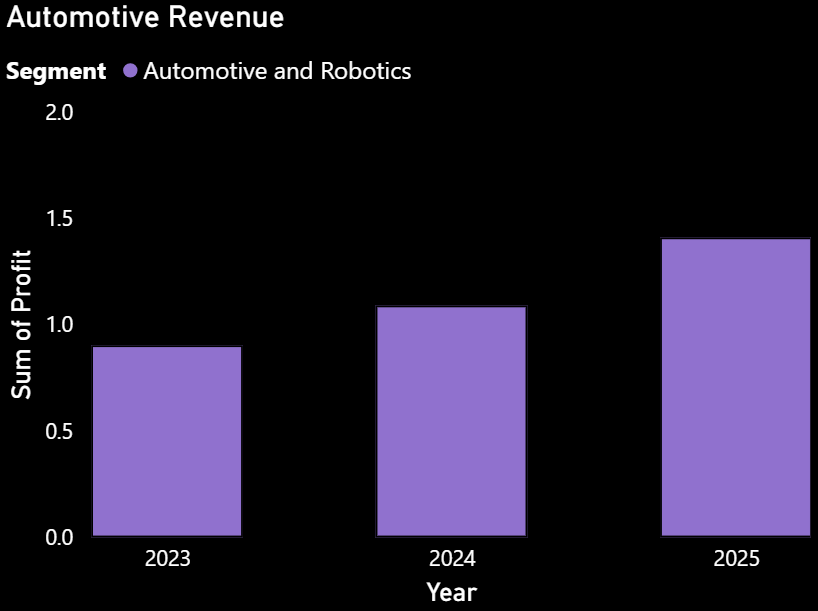 Automotive Revenue
Segment Automotive and Robotics
2.0
1.5
1.0
0.5
0.0
Sum of Profit
2023 2024 2025
Year